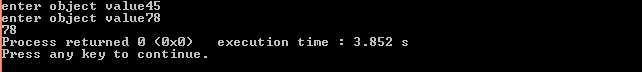 enter object value45
enter object value78
78
Process returned 0 (0x0)   execution time : 3.852 s
Press any key to continue.